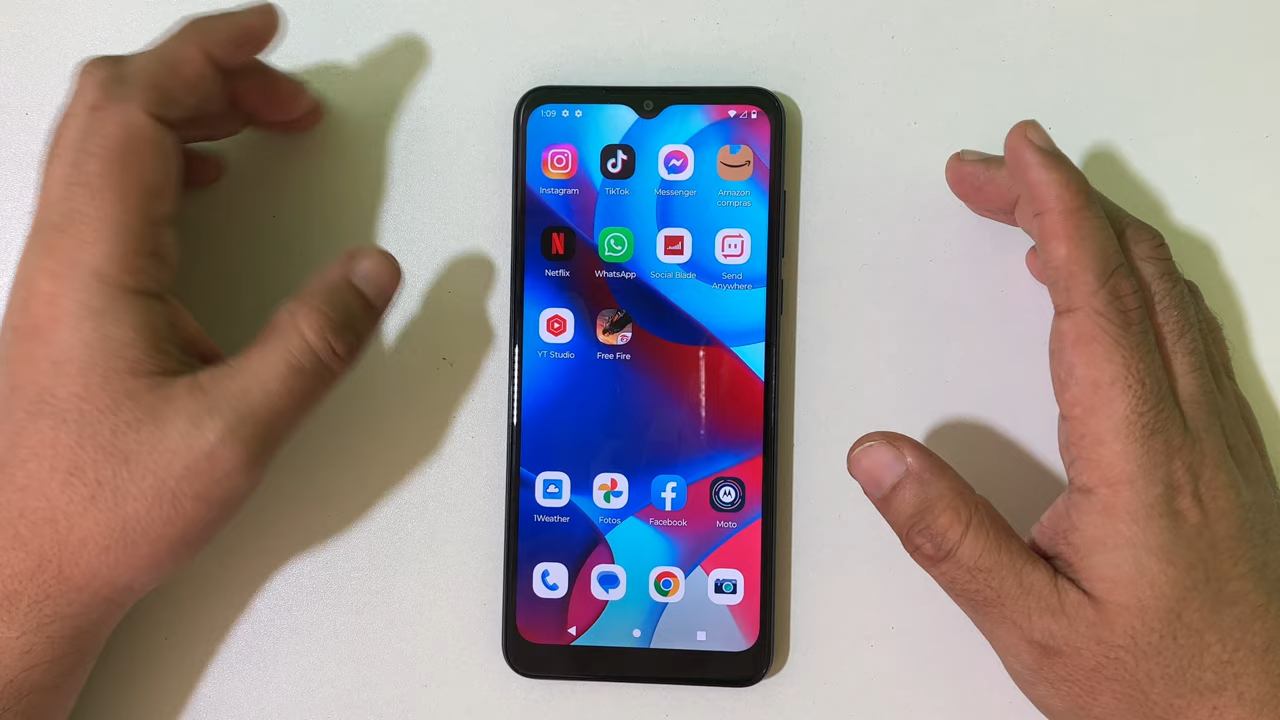 1:09
Instagram
TikTok
Messenger
Amazon
compras
Netflix
WhatsApp
Social Blade
Send
Anywhere
YT Studio
Free Fire
1Weather
Fotos
Facebook
Moto